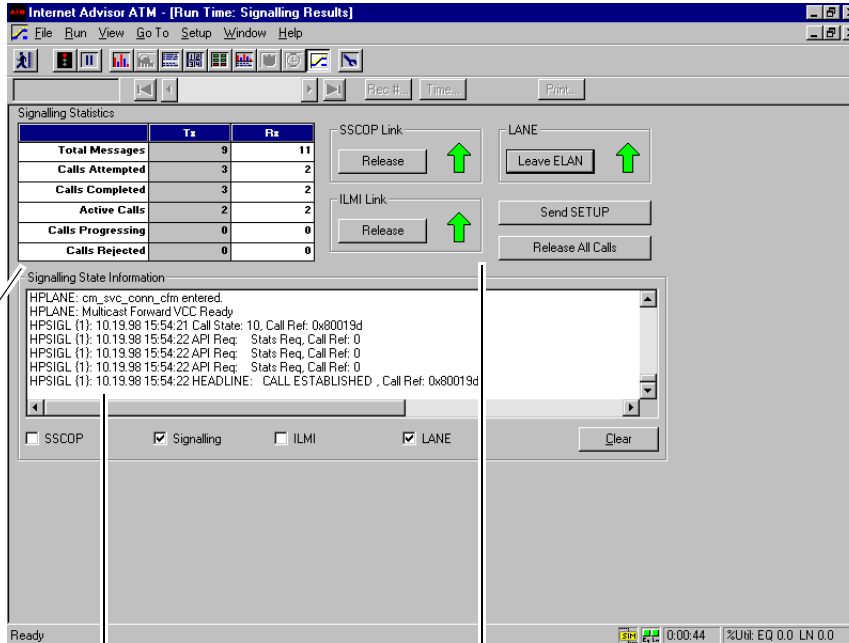 Internet Advisor ATM - [Run Time: Signalling Results]
File Run View Go To Setup Window Help
Rec #... Time... Print...
Signalling Statistics
Tx Rx
Total Messages 9 11
Calls Attempted 3 2
Calls Completed 3 2
Active Calls 2 2
Calls Progressing 0 0
Calls Rejected 0 0
SSCOP Link
Release
LANE
Leave ELAN
ILMI Link
Release
Send SETUP
Release All Calls
Signalling State Information
HPLANE: cm_svc_conn_cfm entered.
HPLANE: Multicast Forward VCC Ready
HPSIGL {1}: 10.19.98 15:54:21 Call State: 10, Call Ref: 0x80019d
HPSIGL {1}: 10.19.98 15:54:22 API Req: Stats Req, Call Ref: 0
HPSIGL {1}: 10.19.98 15:54:22 API Req: Stats Req, Call Ref: 0
HPSIGL {1}: 10.19.98 15:54:22 API Req: Stats Req, Call Ref: 0
HPSIGL {1}: 10.19.98 15:54:22 HEADLINE: CALL ESTABLISHED , Call Ref: 0x80019d
SSCOP Signalling ILMI LANE Clear
Ready SIM 0:00:44 %Util: EQ 0.0 LN 0.0